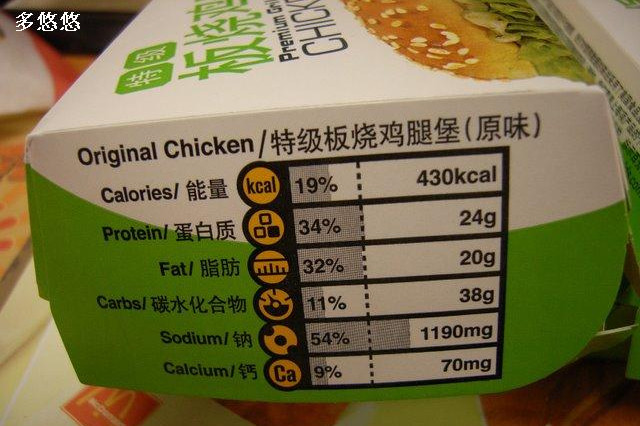 多悠悠
特级
板烧鸡
Premium Gri
CHICK
Original Chicken/特级板烧鸡腿堡(原味)
Calories/能量 kcal 19% 430kcal
Protein/蛋白质 34% 24g
Fat/脂肪 32% 20g
Carbs/碳水化合物 11% 38g
Sodium/钠 54% 1190mg
Calcium/钙 Ca 9% 70mg